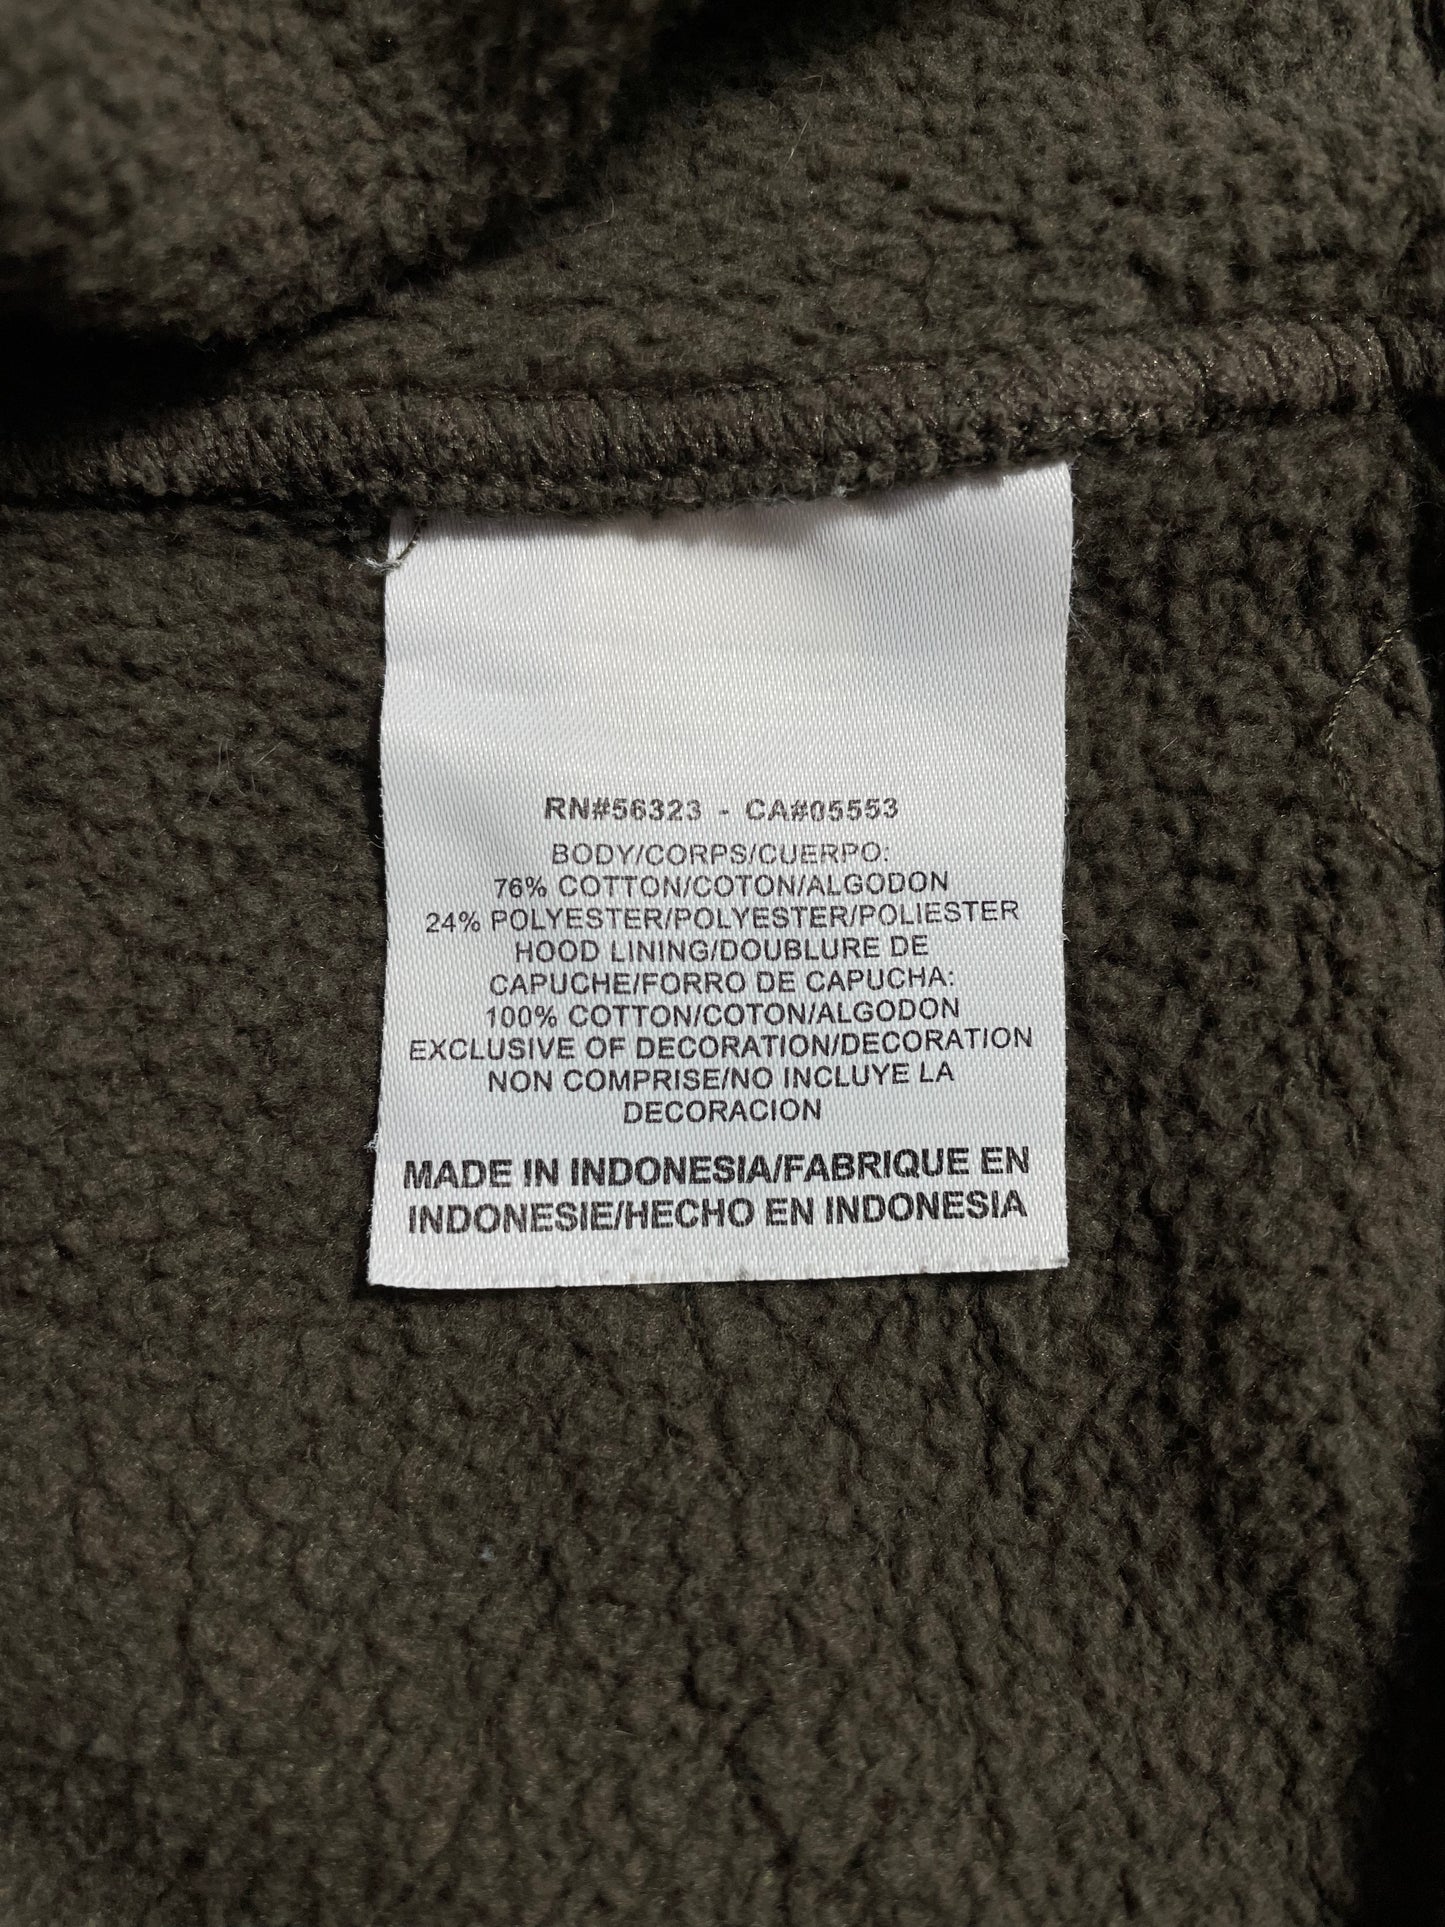 RN#56323 - CA#05553
BODY/CORPS/CUERPO:
76% COTTON/COTON/ALGODON
24% POLYESTER/POLYESTER/POLIESTER
HOOD LINING/DOUBLURE DE
CAPUCHE/FORRO DE CAPUCHA:
100% COTTON/COTON/ALGODON
EXCLUSIVE OF DECORATION/DECORATION
NON COMPRISE/NO INCLUYE LA
DECORACION
MADE IN INDONESIA/FABRIQUE EN
INDONESIE/HECHO EN INDONESIA